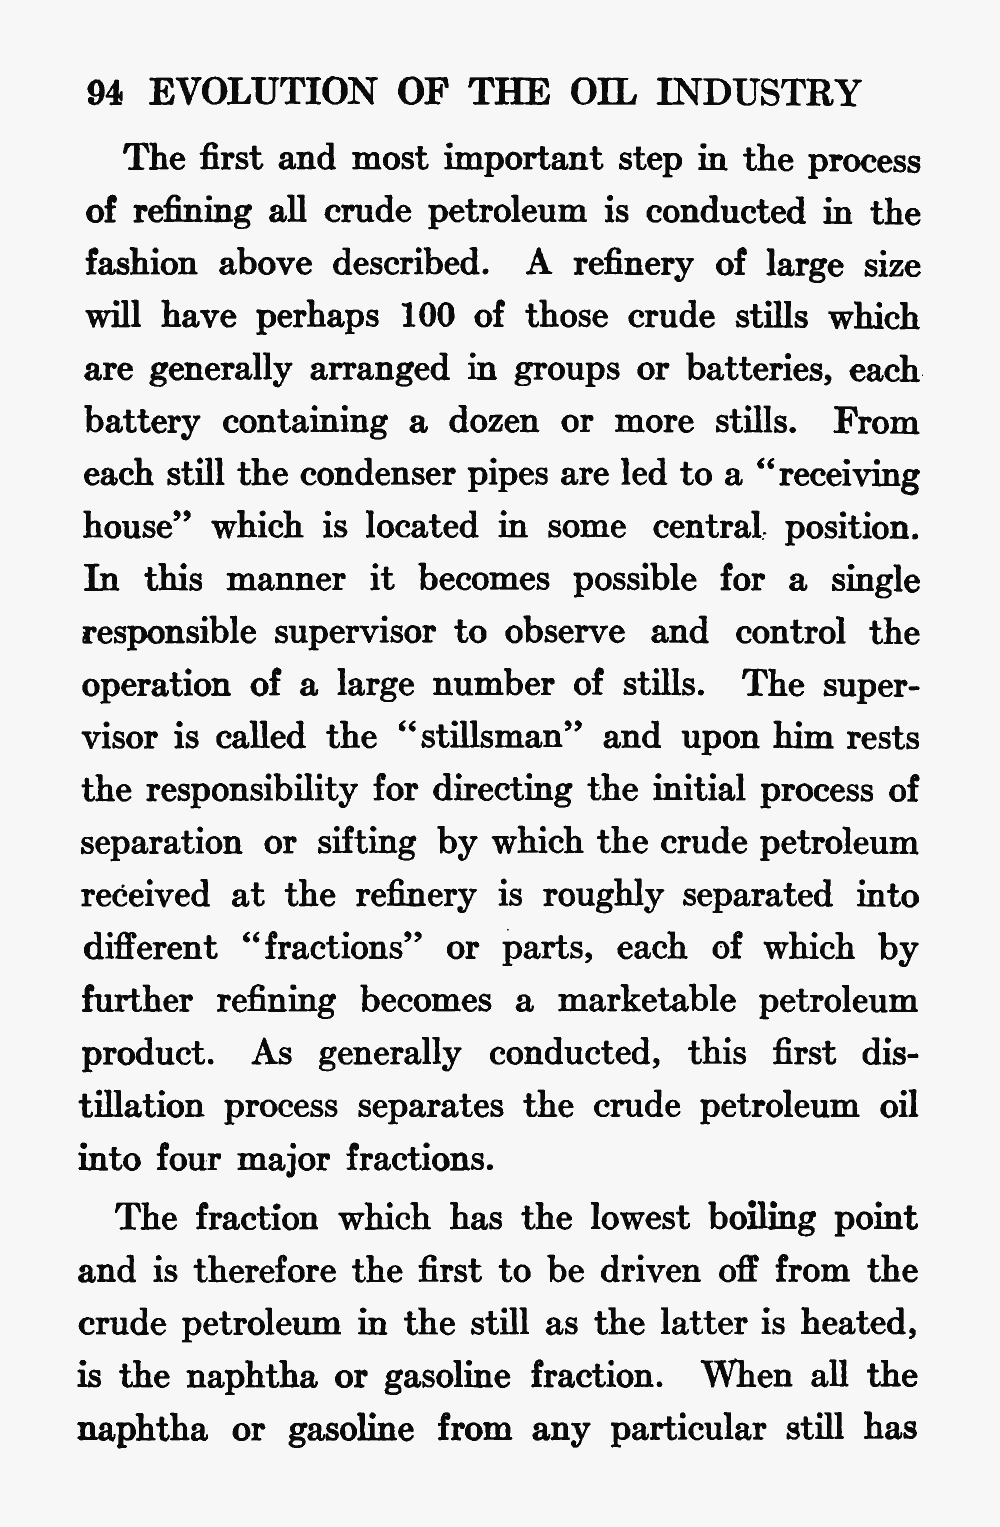 94 EVOLUTION OF THE OIL INDUSTRY
The first and most important step in the process
of refining all crude petroleum is conducted in the
fashion above described. A refinery of large size
will have perhaps 100 of those crude stills which
are generally arranged in groups or batteries, each
battery containing a dozen or more stills. From
each still the condenser pipes are led to a “receiving
house” which is located in some central position.
In this manner it becomes possible for a single
responsible supervisor to observe and control the
operation of a large number of stills. The super-
visor is called the “stillsman” and upon him rests
the responsibility for directing the initial process of
separation or sifting by which the crude petroleum
received at the refinery is roughly separated into
different “fractions” or parts, each of which by
further refining becomes a marketable petroleum
product. As generally conducted, this first dis-
tillation process separates the crude petroleum oil
into four major fractions.
The fraction which has the lowest boiling point
and is therefore the first to be driven off from the
crude petroleum in the still as the latter is heated,
is the naphtha or gasoline fraction. When all the
naphtha or gasoline from any particular still has